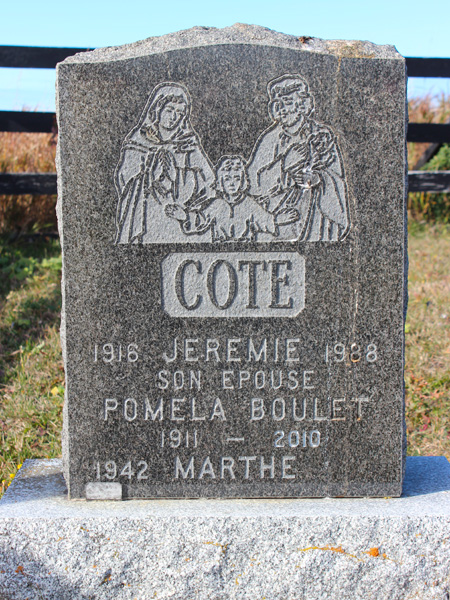 COTE
1916 JEREMIE 1988
SON EPOUSE
POMELA BOULET
1911 — 2010
1942 MARTHE